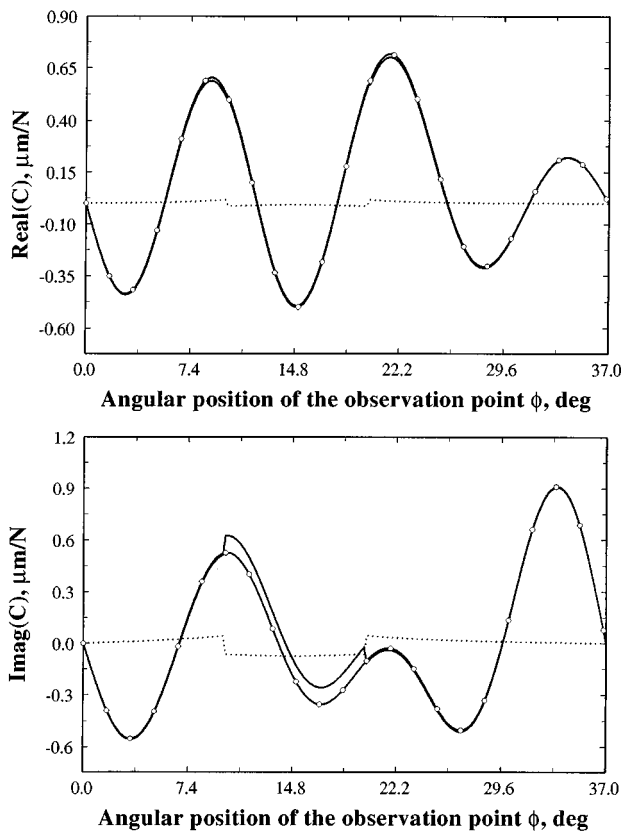 0.90
0.65
0.40
0.15
-0.10
-0.35
-0.60
Real(C), μm/N
0.0 7.4 14.8 22.2 29.6 37.0
Angular position of the observation point ϕ, deg
1.2
0.9
0.6
0.3
0.0
-0.3
-0.6
Imag(C), μm/N
0.0 7.4 14.8 22.2 29.6 37.0
Angular position of the observation point ϕ, deg